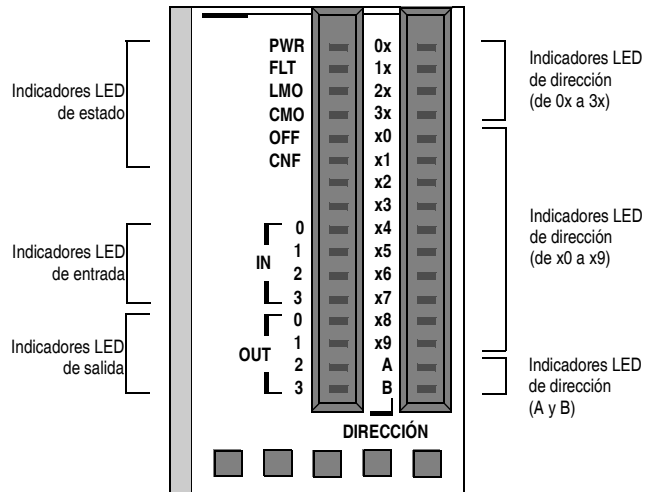 Indicadores LED
de estado
Indicadores LED
de entrada
Indicadores LED
de salida
PWR 0x
FLT 1x
LMO 2x
CMO 3x
OFF x0
CNF x1
x2
x3
0 x4
1 x5
IN
2 x6
3 x7
0 x8
1 x9
OUT
2 A
3 B
DIRECCIÓN
Indicadores LED
de dirección
(de 0x a 3x)
Indicadores LED
de dirección
(de x0 a x9)
Indicadores LED
de dirección
(A y B)